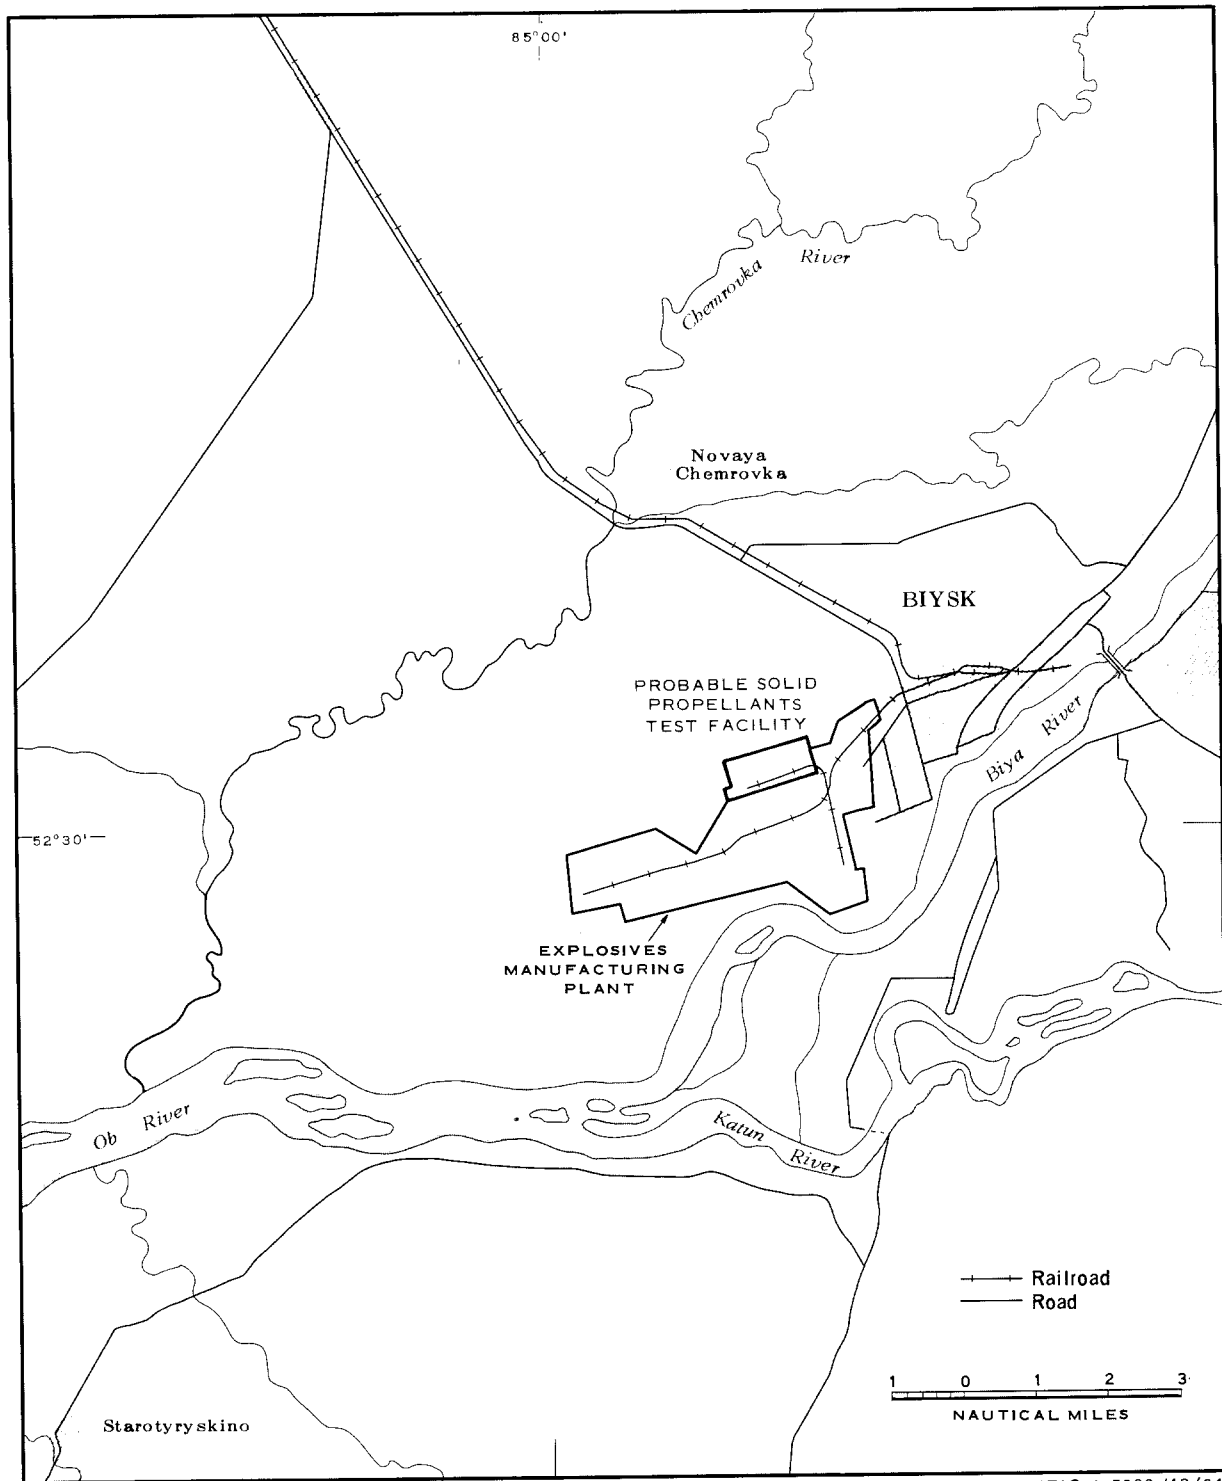 85°00'
River
Chemrovka
Novaya
Chemrovka
BIYSK
PROBABLE SOLID
PROPELLANTS
TEST FACILITY
Biya River
52°30'
EXPLOSIVES
MANUFACTURING
PLANT
Ob River
Katun
River
Railroad
Road
1 0 1 2 3
NAUTICAL MILES
Starotyryskino